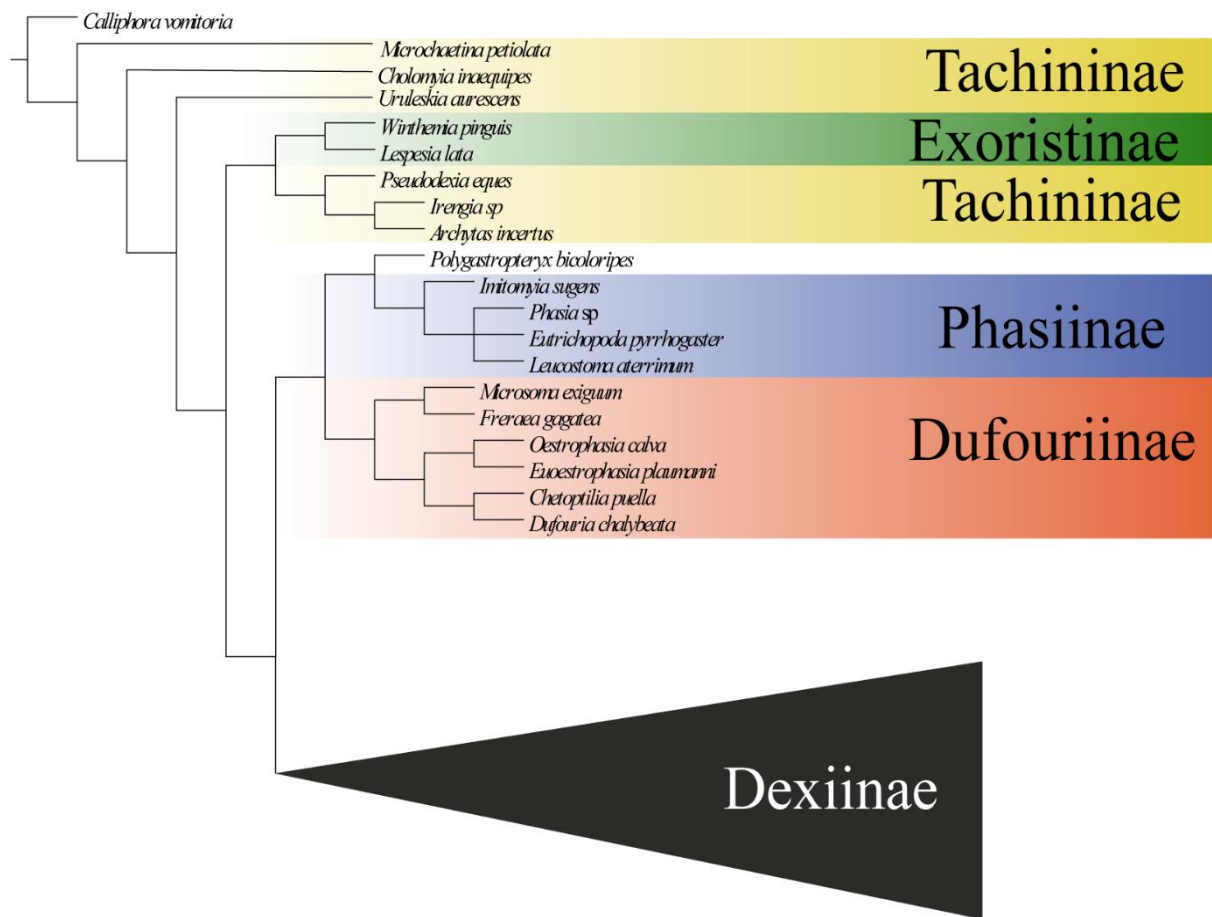 Calliphora vomitoria
Microchaetina petiolata
Cholomyia inaequipes
Uruleskia aurescens
Tachininae
Winthemia pinguis
Lespesia lata
Exoristinae
Pseudodexia eques
Irengia sp
Archytas incertus
Tachininae
Polygastropteryx bicoloripes
Imitomyia sugens
Phasia sp
Eutrichopoda pyrrhogaster
Leucostoma aterrimum
Phasiinae
Microsoma exiguum
Freraea gagatea
Oestrophasia calva
Euoestrophasia plaumanni
Chetoptilia puella
Dufouria chalybeata
Dufouriinae
Dexiinae